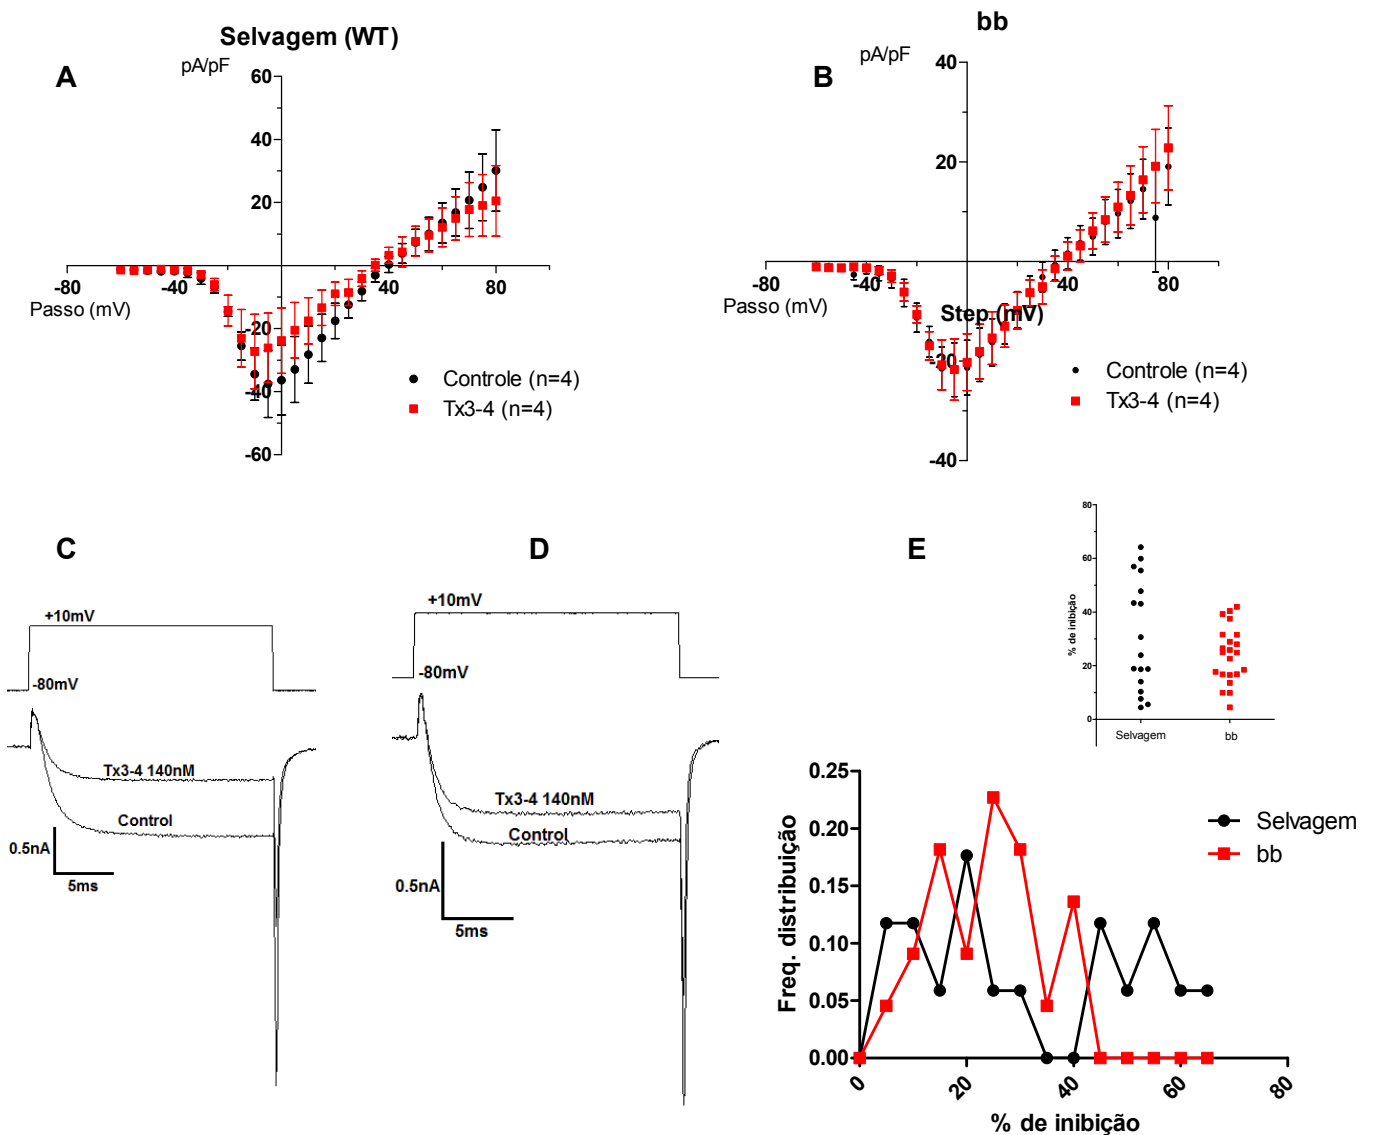 Selvagem (WT)
A
pA/pF
60
40
20
-80
-40
40
80
Passo (mV)
-20
-40
-60
Controle (n=4)
Tx3-4 (n=4)
bb
B
pA/pF
40
20
-80
-40
40
80
Passo (mV)
Step (mV)
-20
-40
Controle (n=4)
Tx3-4 (n=4)
C
+10mV
-80mV
Tx3-4 140nM
Control
0.5nA
5ms
D
+10mV
-80mV
Tx3-4 140nM
Control
0.5nA
5ms
E
% de inibição
80
60
40
20
0
Selvagem
bb
Freq. distribuição
0.25
0.20
0.15
0.10
0.05
0.00
0
20
40
60
80
% de inibição
Selvagem
bb